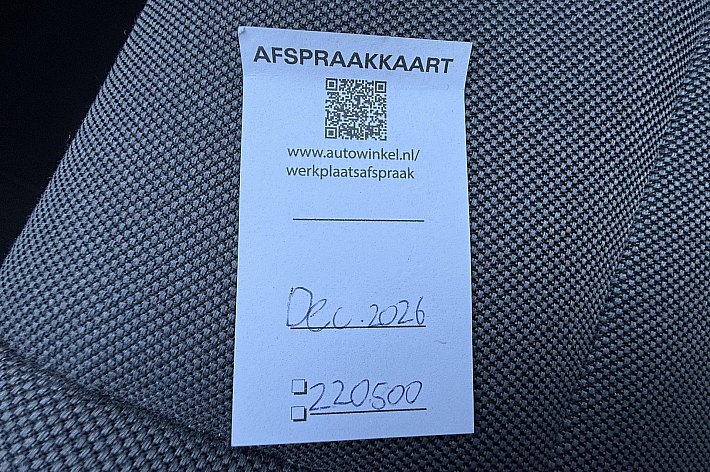 AFSPRAAKKAART
www.autowinkel.nl/
werkplaatsafspraak
Dec. 2026
220.500